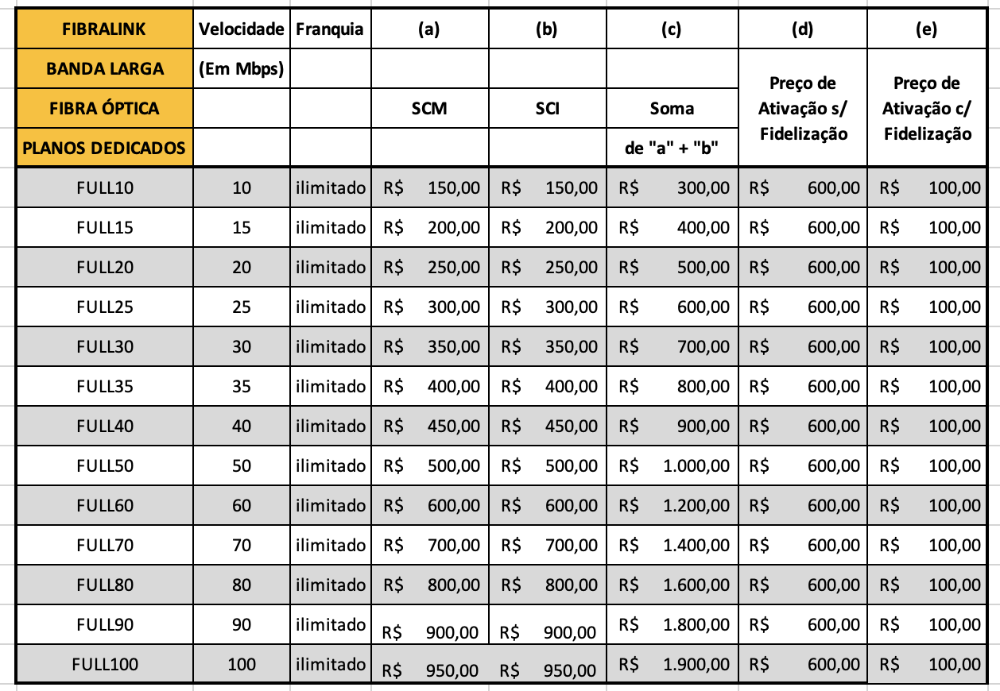 FIBRALINK Velocidade Franquia (a) (b) (c) (d) (e)
BANDA LARGA (Em Mbps)
Preço de Ativação s/ Fidelização
Preço de Ativação c/ Fidelização
FIBRA ÓPTICA SCM SCI Soma
PLANOS DEDICADOS de "a" + "b"
FULL10 10 ilimitado R$ 150,00 R$ 150,00 R$ 300,00 R$ 600,00 R$ 100,00
FULL15 15 ilimitado R$ 200,00 R$ 200,00 R$ 400,00 R$ 600,00 R$ 100,00
FULL20 20 ilimitado R$ 250,00 R$ 250,00 R$ 500,00 R$ 600,00 R$ 100,00
FULL25 25 ilimitado R$ 300,00 R$ 300,00 R$ 600,00 R$ 600,00 R$ 100,00
FULL30 30 ilimitado R$ 350,00 R$ 350,00 R$ 700,00 R$ 600,00 R$ 100,00
FULL35 35 ilimitado R$ 400,00 R$ 400,00 R$ 800,00 R$ 600,00 R$ 100,00
FULL40 40 ilimitado R$ 450,00 R$ 450,00 R$ 900,00 R$ 600,00 R$ 100,00
FULL50 50 ilimitado R$ 500,00 R$ 500,00 R$ 1.000,00 R$ 600,00 R$ 100,00
FULL60 60 ilimitado R$ 600,00 R$ 600,00 R$ 1.200,00 R$ 600,00 R$ 100,00
FULL70 70 ilimitado R$ 700,00 R$ 700,00 R$ 1.400,00 R$ 600,00 R$ 100,00
FULL80 80 ilimitado R$ 800,00 R$ 800,00 R$ 1.600,00 R$ 600,00 R$ 100,00
FULL90 90 ilimitado R$ 900,00 R$ 900,00 R$ 1.800,00 R$ 600,00 R$ 100,00
FULL100 100 ilimitado R$ 950,00 R$ 950,00 R$ 1.900,00 R$ 600,00 R$ 100,00